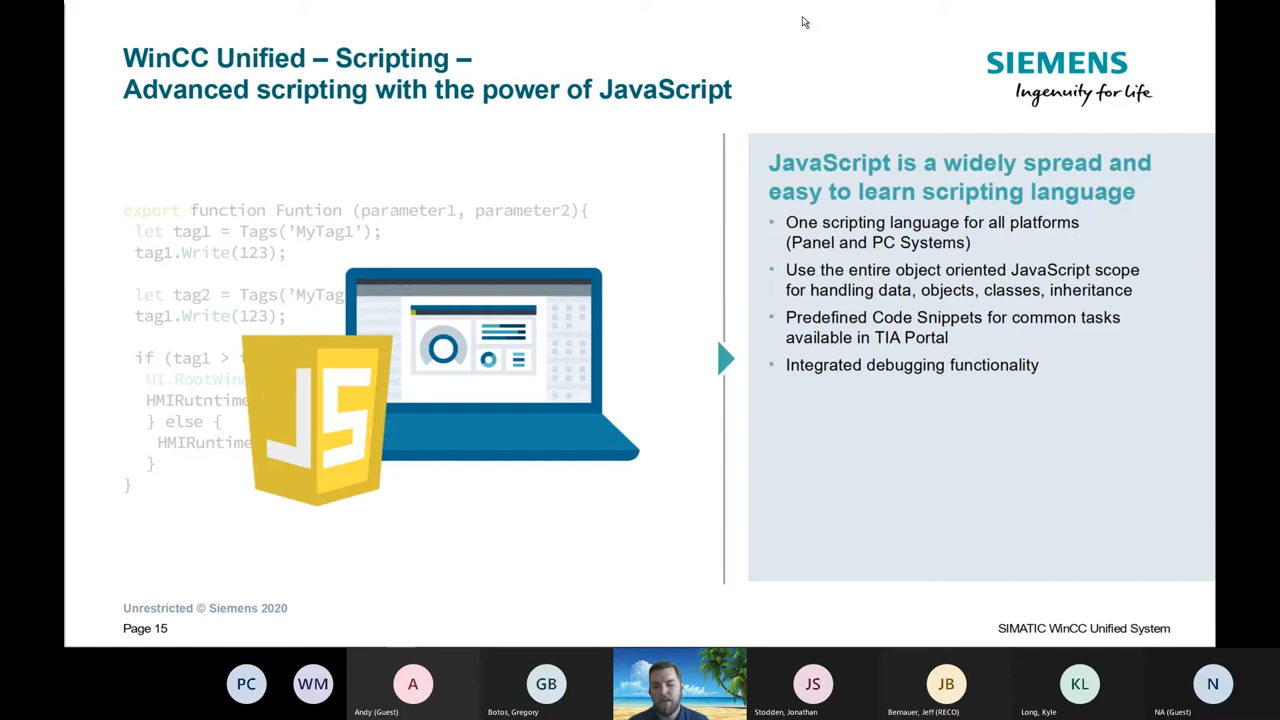 WinCC Unified – Scripting –
Advanced scripting with the power of JavaScript
SIEMENS
Ingenuity for life
export function Funtion (parameter1, parameter2){
let tag1 = Tags('MyTag1');
tag1.Write(123);
let tag2 = Tags('MyTag
tag1.Write(123);
if (tag1 >
UI.RootWin
HMIRutntime
} else {
HMIRuntime
}
}
JS
JavaScript is a widely spread and
easy to learn scripting language
• One scripting language for all platforms
(Panel and PC Systems)
• Use the entire object oriented JavaScript scope
for handling data, objects, classes, inheritance
• Predefined Code Snippets for common tasks
available in TIA Portal
• Integrated debugging functionality
Unrestricted © Siemens 2020
Page 15
SIMATIC WinCC Unified System
PC
WM
A
GB
JS
JB
KL
N
Andy (Guest)
Botos, Gregory
Stodden, Jonathan
Bernauer, Jeff (RECO)
Long, Kyle
NA (Guest)